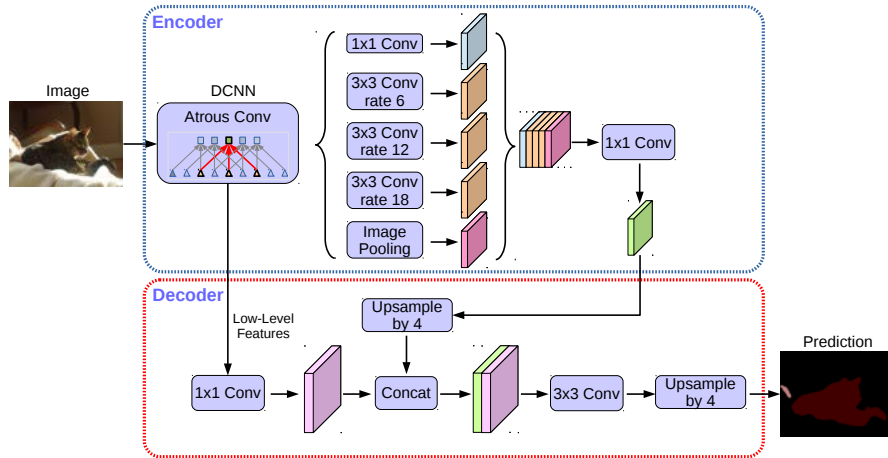 Encoder
Image
DCNN
Atrous Conv
1x1 Conv
3x3 Conv
rate 6
3x3 Conv
rate 12
3x3 Conv
rate 18
Image
Pooling
1x1 Conv
Decoder
Low-Level
Features
Upsample
by 4
1x1 Conv
Concat
3x3 Conv
Upsample
by 4
Prediction